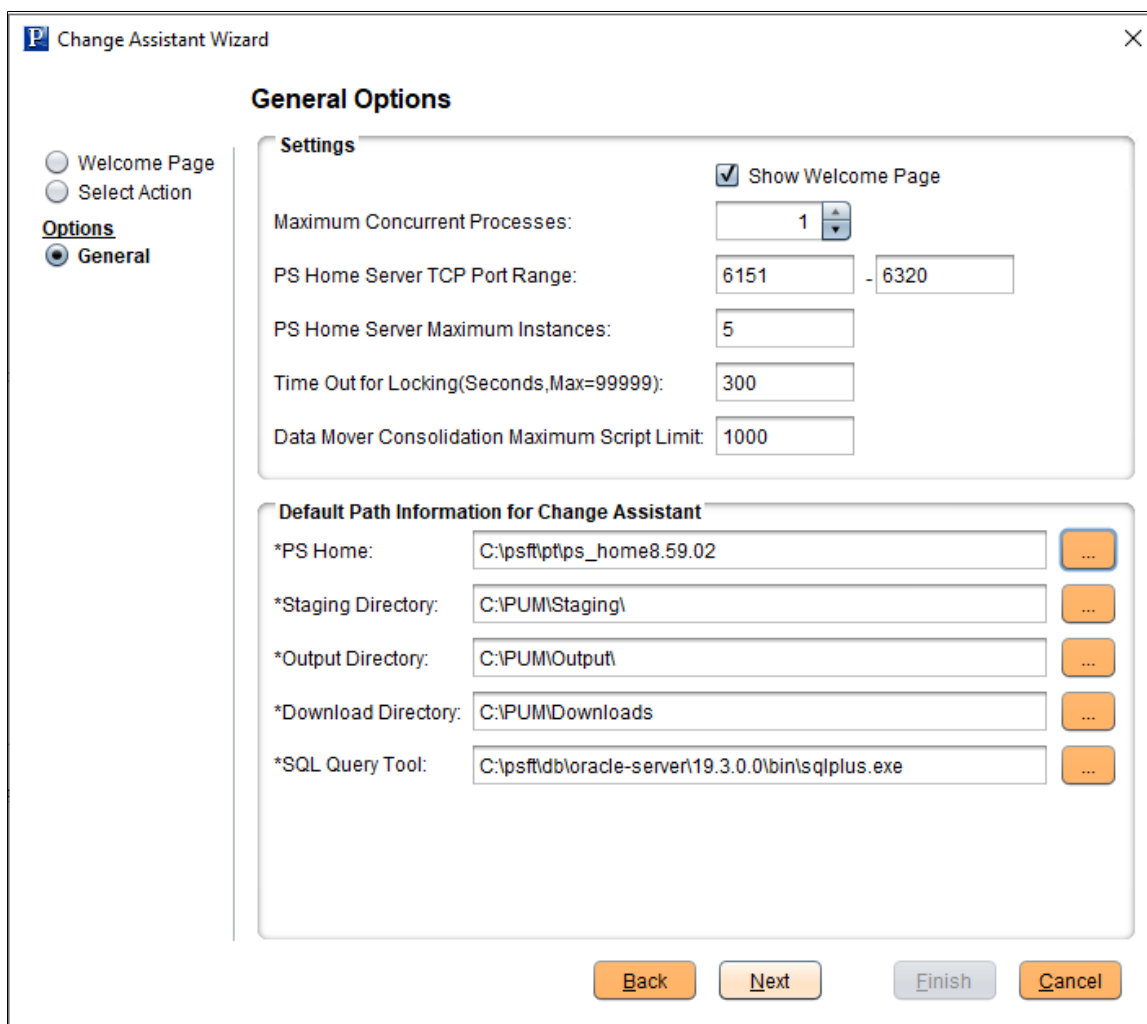 Change Assistant Wizard
General Options
Welcome Page
Select Action
Options
General
Settings
Show Welcome Page
Maximum Concurrent Processes: 1
PS Home Server TCP Port Range: 6151 - 6320
PS Home Server Maximum Instances: 5
Time Out for Locking(Seconds,Max=99999): 300
Data Mover Consolidation Maximum Script Limit: 1000
Default Path Information for Change Assistant
*PS Home: C:\psft\pt\ps_home8.59.02 ...
*Staging Directory: C:\PUM\Staging\ ...
*Output Directory: C:\PUM\Output\ ...
*Download Directory: C:\PUM\Downloads ...
*SQL Query Tool: C:\psft\db\oracle-server\19.3.0.0\bin\sqlplus.exe ...
Back Next Finish Cancel